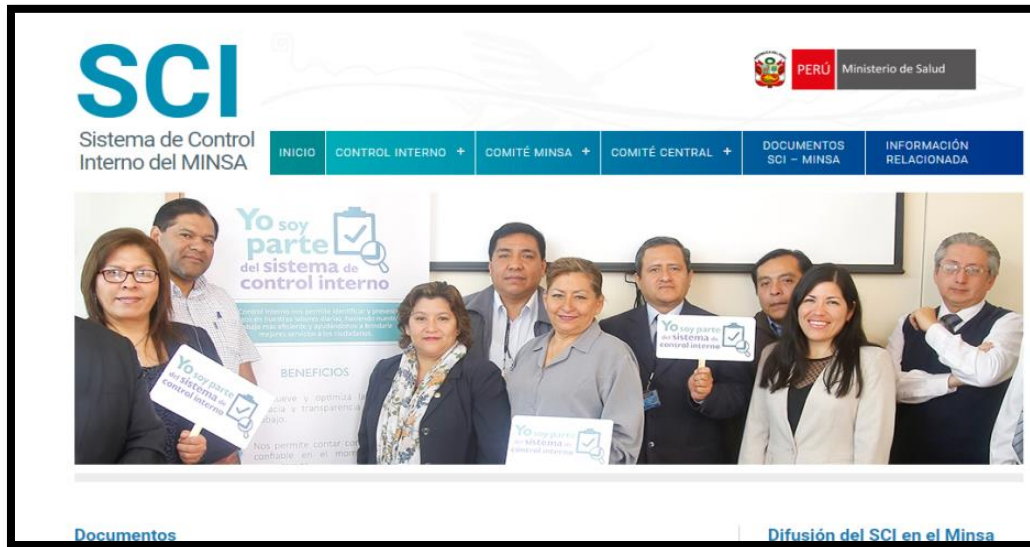 SCI
Sistema de Control
Interno del MINSA
PERÚ
Ministerio de Salud
INICIO
CONTROL INTERNO +
COMITÉ MINSA +
COMITÉ CENTRAL +
DOCUMENTOS
SCI – MINSA
INFORMACIÓN
RELACIONADA
Yo soy
parte
del sistema de
control interno
BENEFICIOS
Yo soy parte
del sistema de
control interno
Yo soy parte
del sistema de
control interno
Yo soy parte
del sistema de
control interno
Documentos
Difusión del SCI en el Minsa